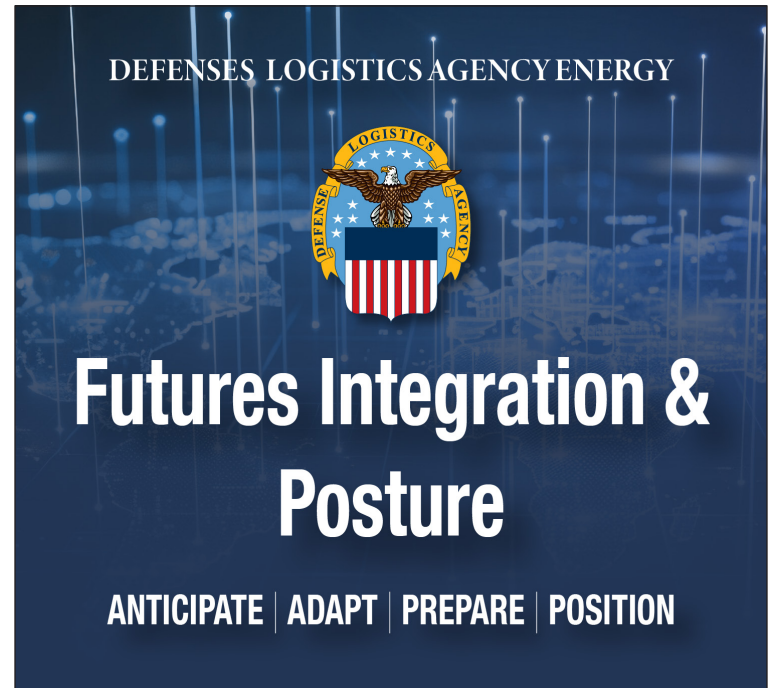 DEFENSES LOGISTICS AGENCY ENERGY
LOGISTICS
DEFENSE
AGENCY
Futures Integration &
Posture
ANTICIPATE | ADAPT | PREPARE | POSITION